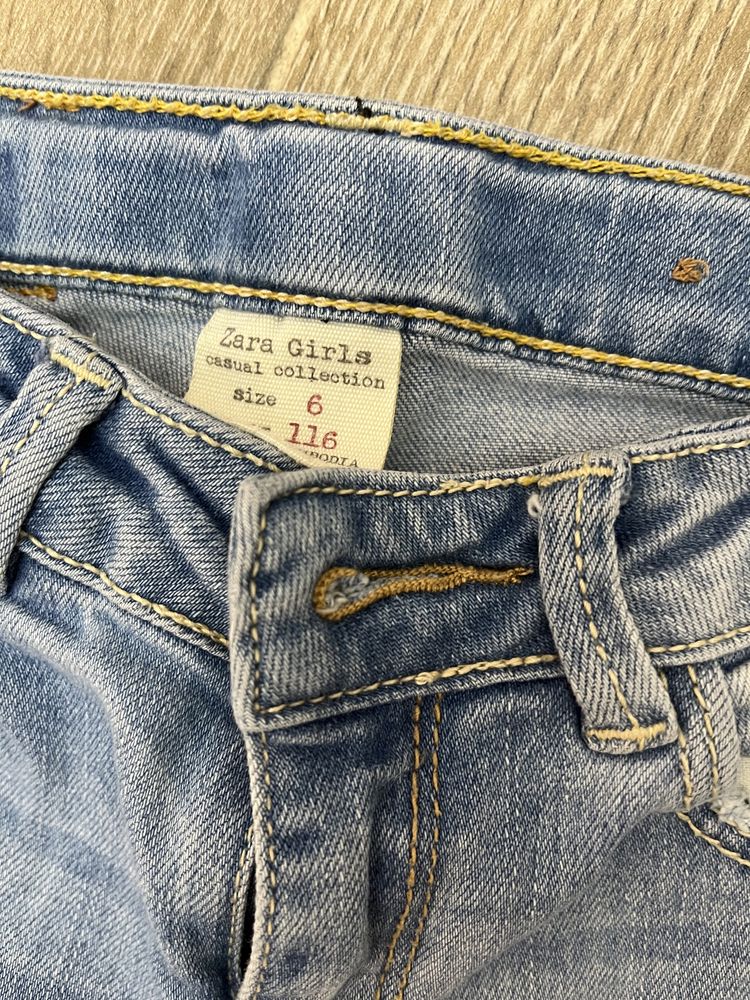 Zara Girls
casual collection
size 6
116